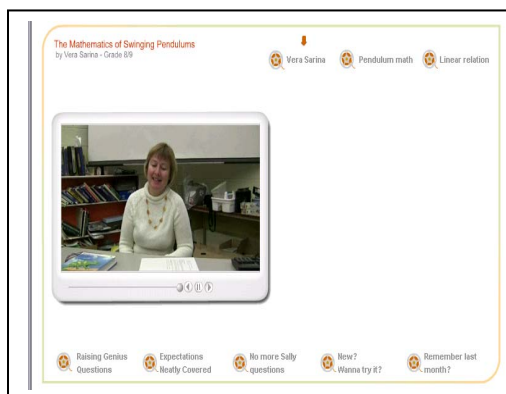 The Mathematics of Swinging Pendulums
by Vera Sarina - Grade 8/9
Vera Sarina
Pendulum math
Linear relation
Raising Genius
Questions
Expectations
Neatly Covered
No more Sally
questions
New?
Wanna try it?
Remember last
month?